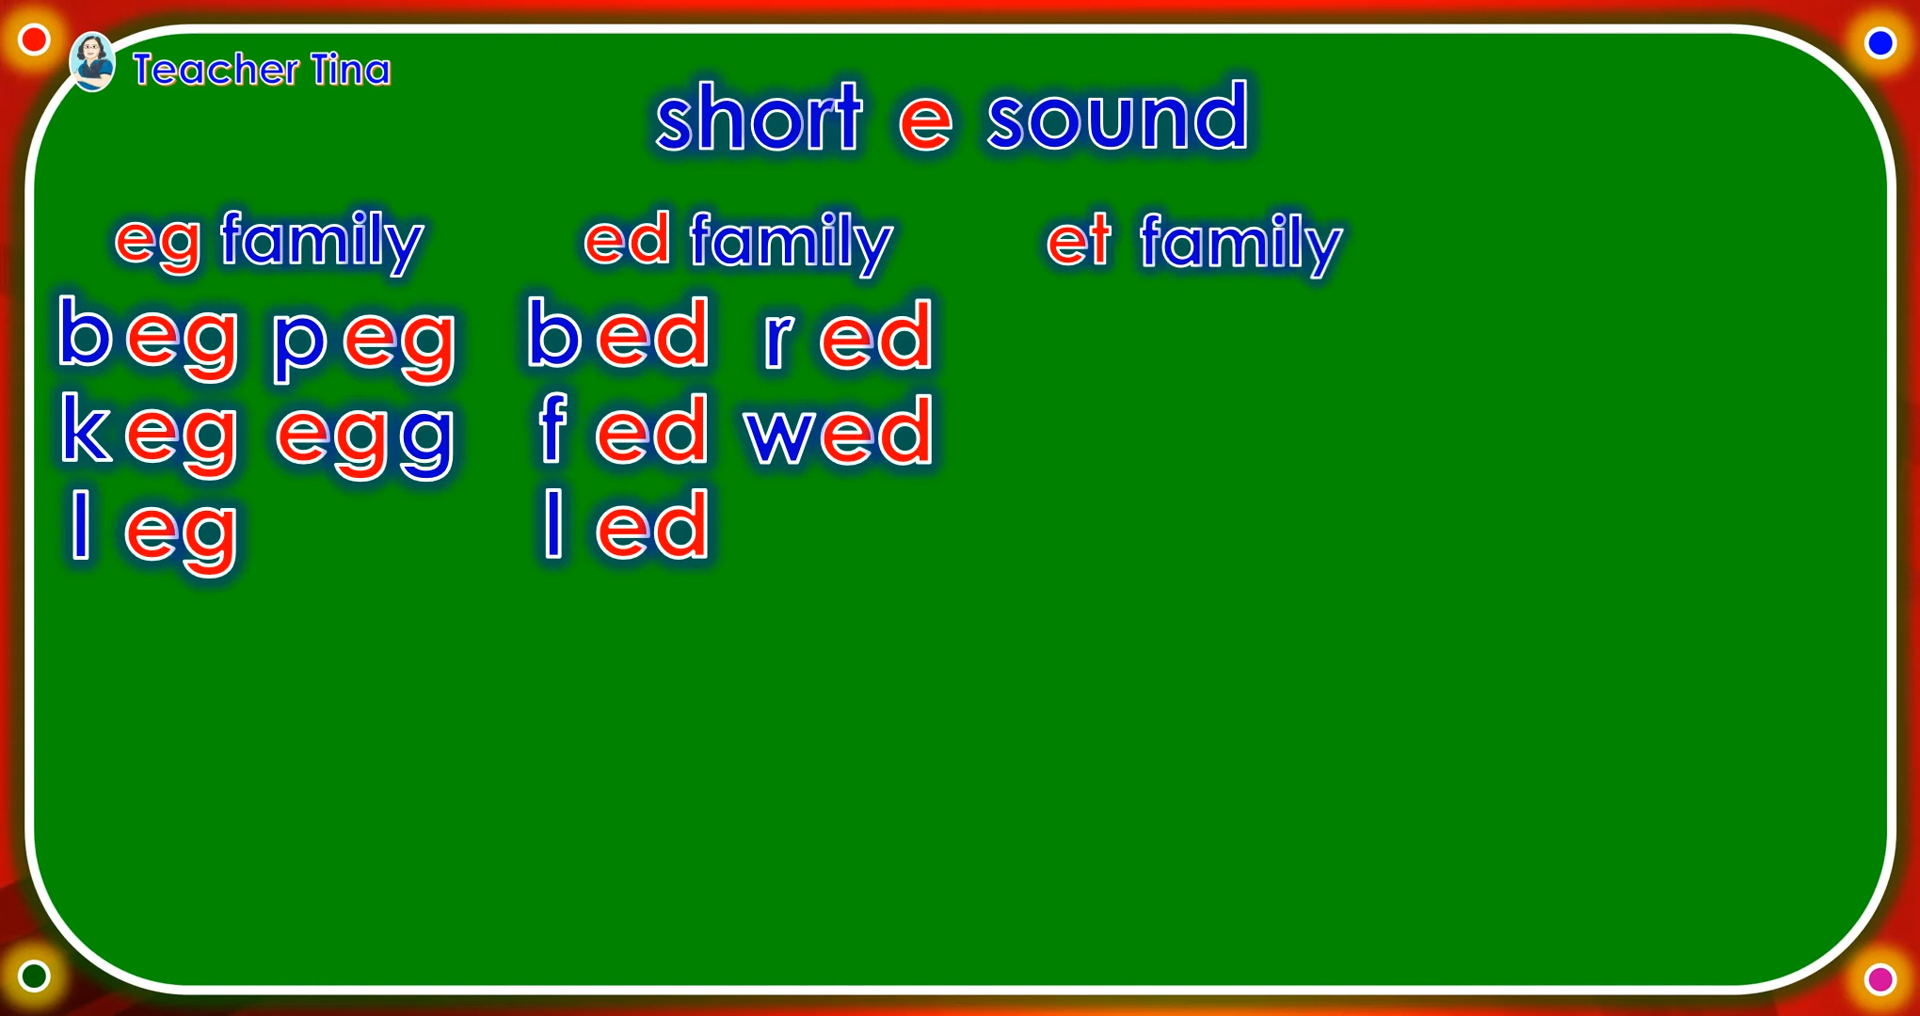 Teacher Tina
short e sound
eg family
beg peg
keg egg
leg
ed family
bed red
fed wed
led
et family